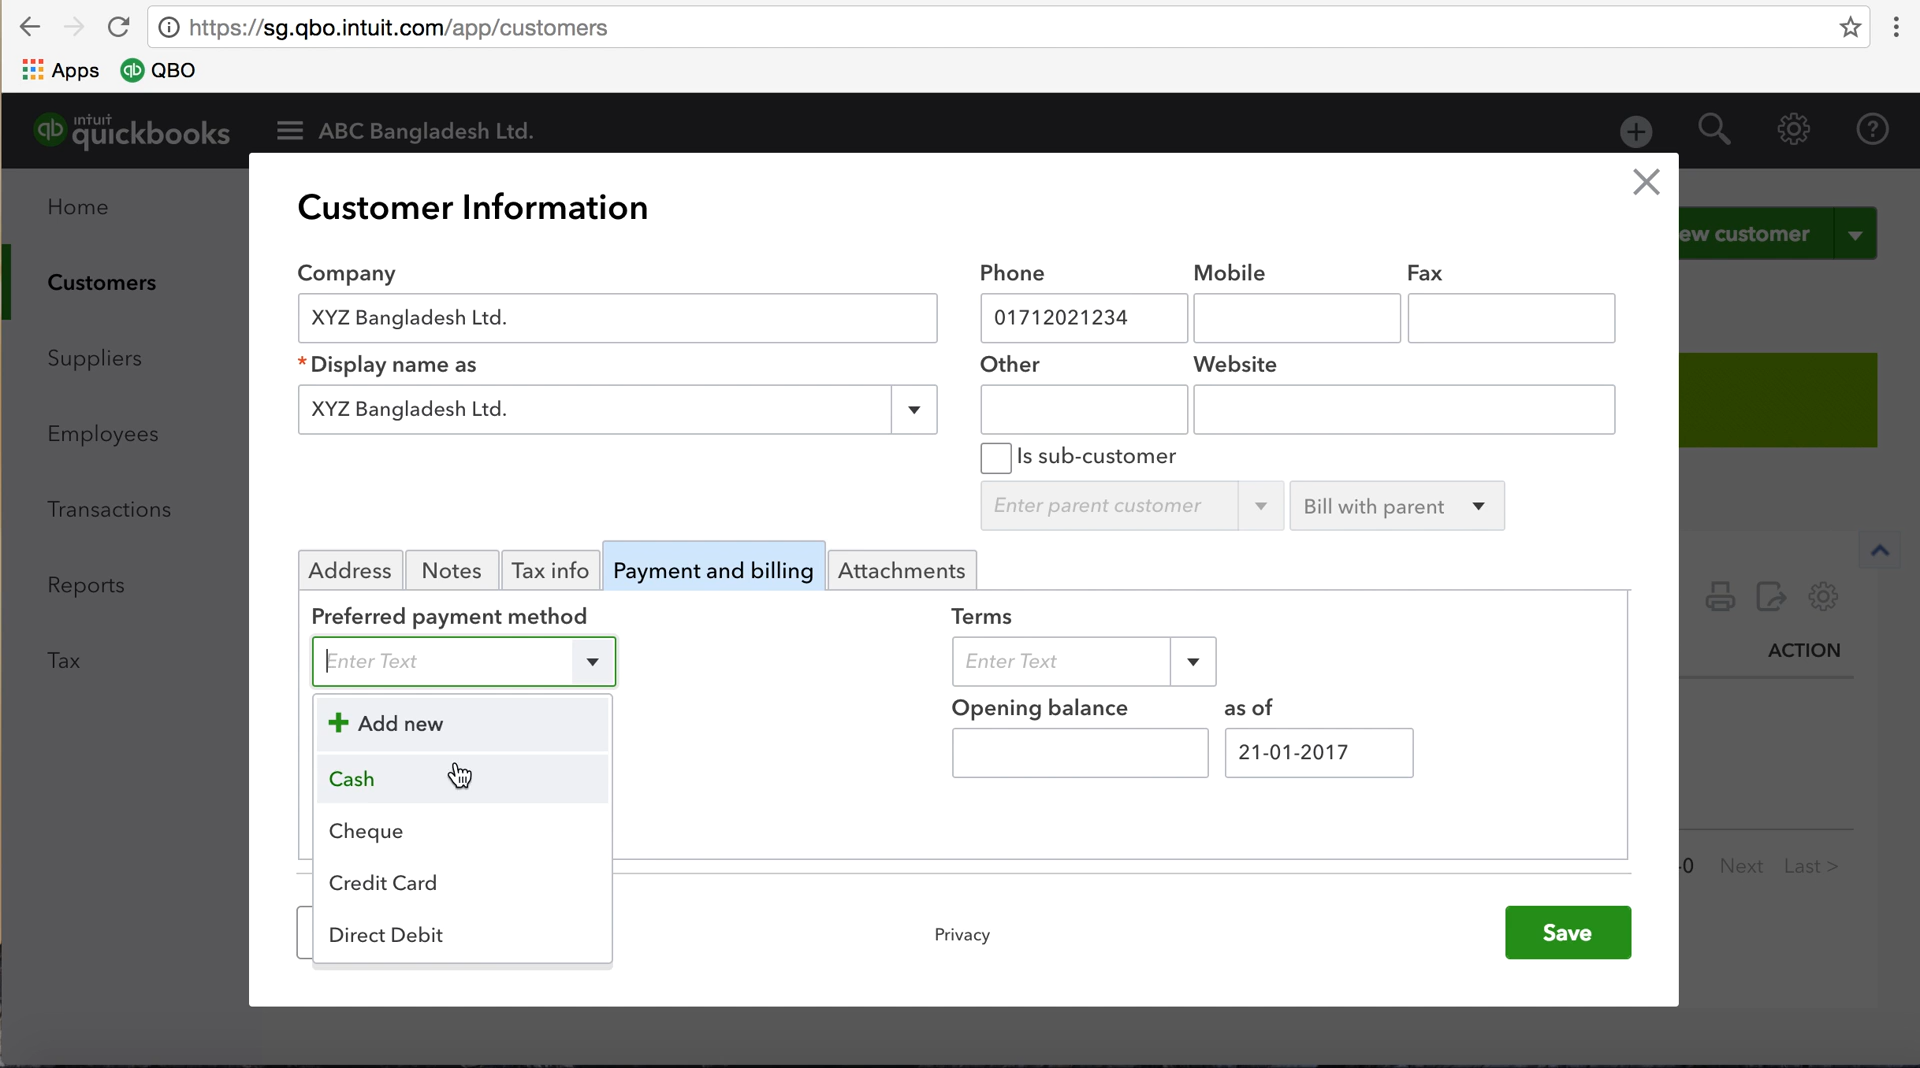 https://sg.qbo.intuit.com/app/customers
Apps QBO
intuit quickbooks ABC Bangladesh Ltd.
Home
Customers
Suppliers
Employees
Transactions
Reports
Tax
ew customer
Customer Information
Company
XYZ Bangladesh Ltd.
* Display name as
XYZ Bangladesh Ltd.
Phone Mobile Fax
01712021234
Other Website
Is sub-customer
Enter parent customer Bill with parent
Address Notes Tax info Payment and billing Attachments
Preferred payment method
Enter Text
Add new
Cash
Cheque
Credit Card
Direct Debit
Terms
Enter Text
Opening balance as of
21-01-2017
ACTION
-0 Next Last >
Privacy
Save